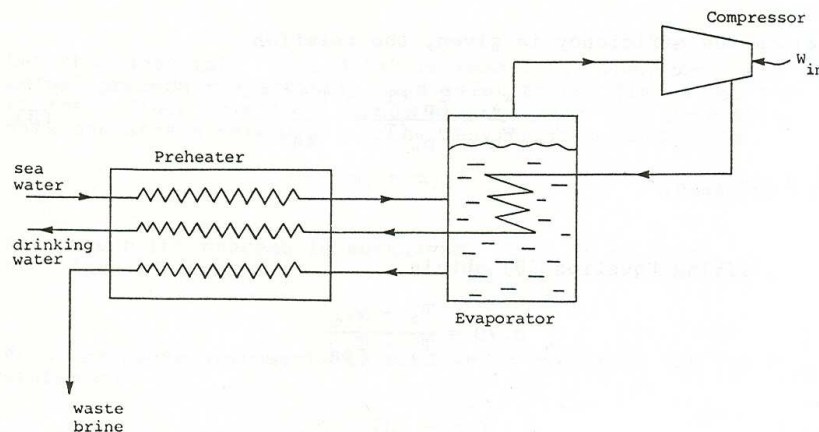 Compressor
W in
Preheater
sea
water
drinking
water
Evaporator
waste
brine